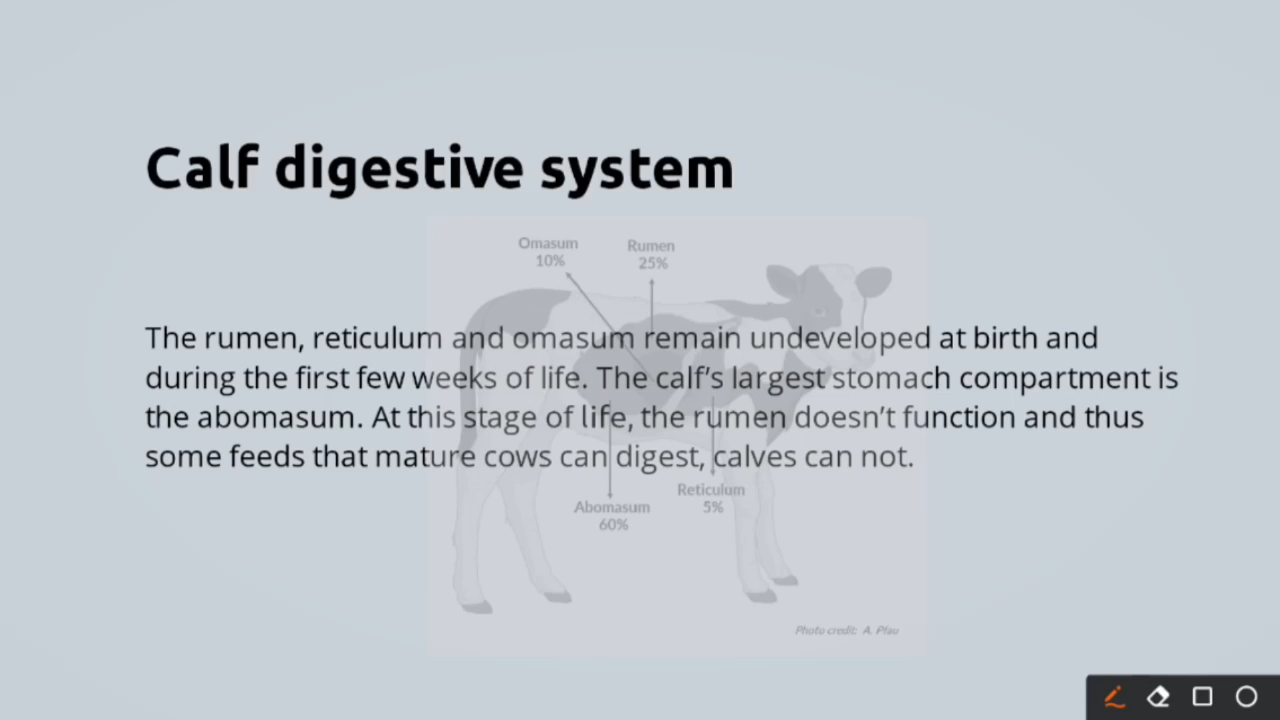 Calf digestive system
Omasum
10%
Rumen
25%
The rumen, reticulum and omasum remain undeveloped at birth and
during the first few weeks of life. The calf’s largest stomach compartment is
the abomasum. At this stage of life, the rumen doesn’t function and thus
some feeds that mature cows can digest, calves can not.
Abomasum
60%
Reticulum
5%
Photo credit: A. Pfau